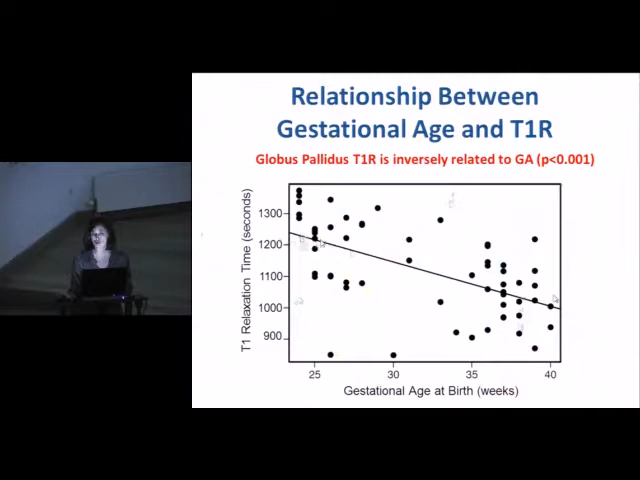 Relationship Between
Gestational Age and T1R
Globus Pallidus T1R is inversely related to GA (p<0.001)
T1 Relaxation Time (seconds)
1300
1200
1100
1000
900
25
30
35
40
Gestational Age at Birth (weeks)